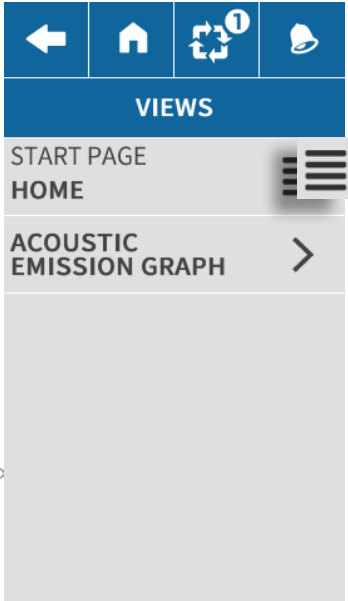 1
VIEWS
START PAGE
HOME
ACOUSTIC
EMISSION GRAPH